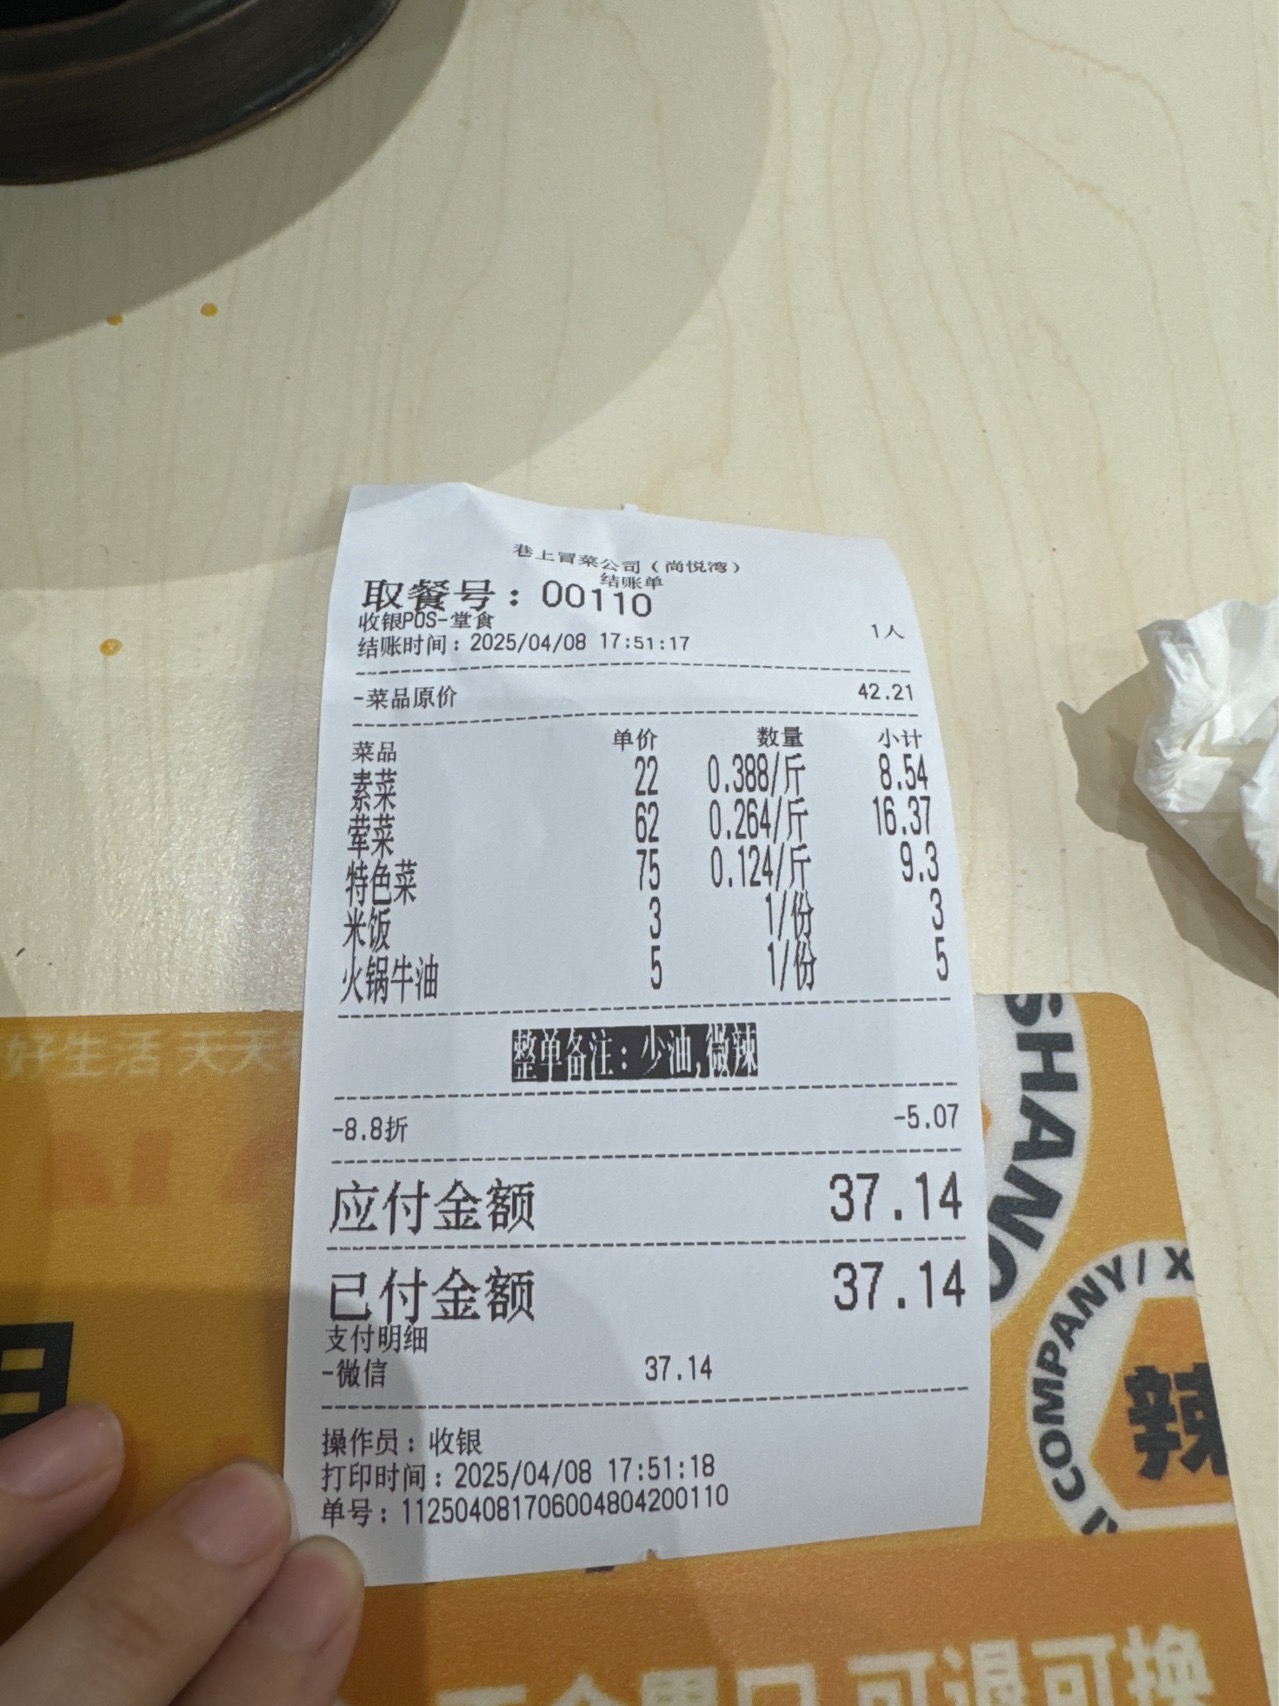 巷上冒菜公司（尚悦湾）
结账单
取餐号：00110
收银POS-堂食 1人
结账时间：2025/04/08 17:51:17
-菜品原价 42.21
菜品 单价 数量 小计
素菜 22 0.388/斤 8.54
荤菜 62 0.264/斤 16.37
特色菜 75 0.124/斤 9.3
米饭 3 1/份 3
火锅牛油 5 1/份 5
整单备注：少油,微辣
-8.8折 -5.07
应付金额 37.14
已付金额 37.14
支付明细
-微信 37.14
操作员：收银
打印时间：2025/04/08 17:51:18
单号：112504081706004804200110
好生活 天天
SHANG
COMPANY/ X
辣
胃口 可退可换